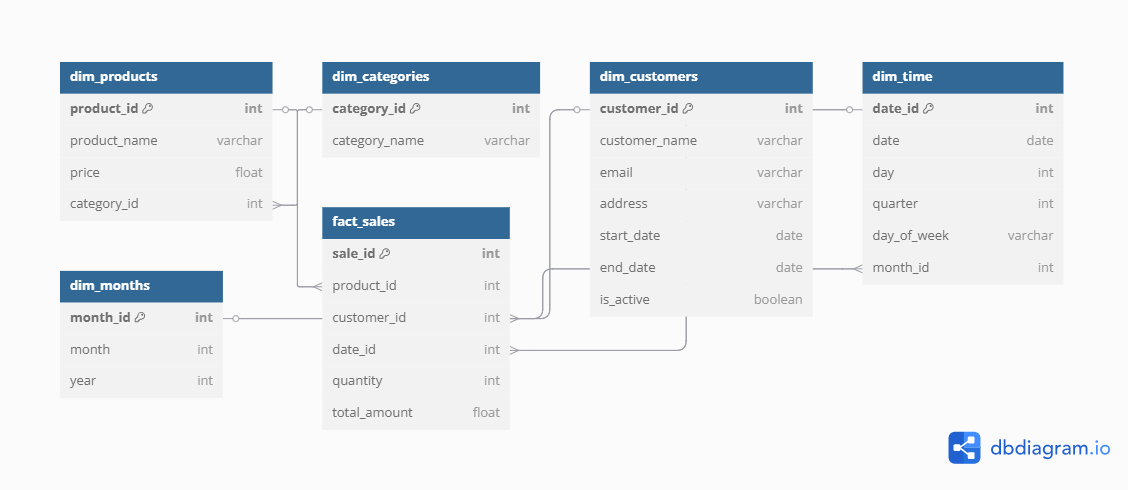 dim_products
product_id int
product_name varchar
price float
category_id int
dim_categories
category_id int
category_name varchar
dim_customers
customer_id int
customer_name varchar
email varchar
address varchar
start_date date
end_date date
is_active boolean
dim_time
date_id int
date date
day int
quarter int
day_of_week varchar
month_id int
fact_sales
sale_id int
product_id int
customer_id int
date_id int
quantity int
total_amount float
dim_months
month_id int
month int
year int
dbdiagram.io